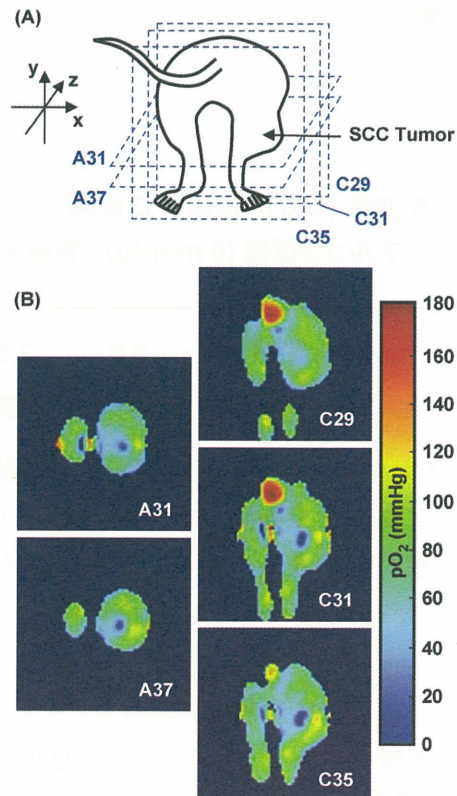 (A)
y
z
x
SCC Tumor
A31
A37
C29
C31
C35
(B)
180
160
140
120
100
80
60
40
20
0
pO₂ (mmHg)
C29
A31
C31
A37
C35